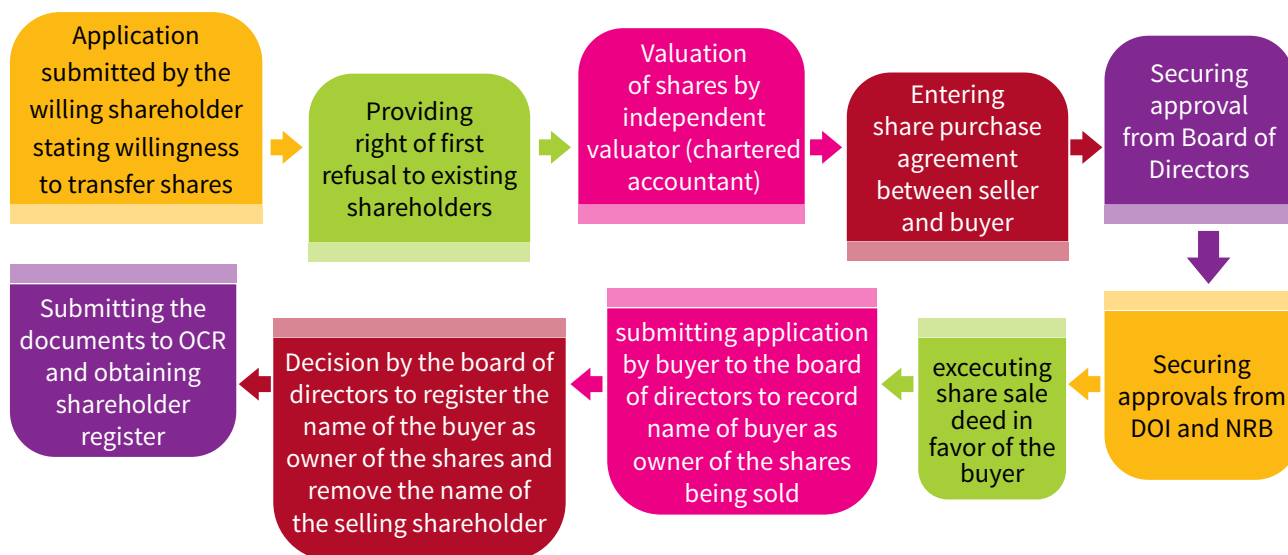 Application
submitted by the
willing shareholder
stating willingness
to transfer shares
Providing
right of first
refusal to existing
shareholders
Valuation
of shares by
independent
valuator (chartered
accountant)
Entering
share purchase
agreement
between seller
and buyer
Securing
approval
from Board of
Directors
Securing
approvals from
DOI and NRB
excecuting
share sale
deed in
favor of the
buyer
submitting application
by buyer to the board
of directors to record
name of buyer as
owner of the shares
being sold
Decision by the board of
directors to register the
name of the buyer as
owner of the shares and
remove the name of
the selling shareholder
Submitting the
documents to OCR
and obtaining
shareholder
register